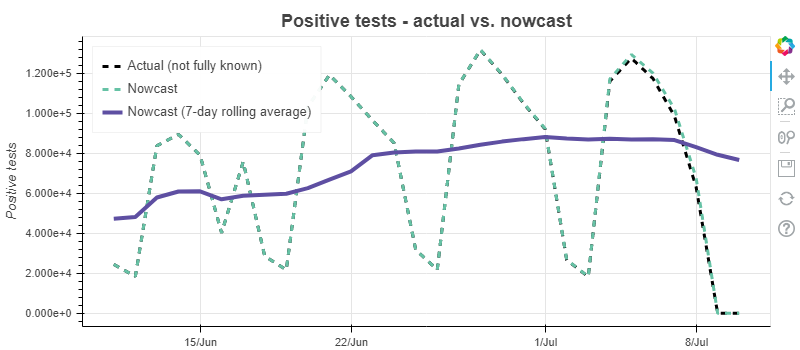 Positive tests - actual vs. nowcast
Actual (not fully known)
Nowcast
Nowcast (7-day rolling average)
Positive tests
1.200e+5
1.000e+5
8.000e+4
6.000e+4
4.000e+4
2.000e+4
0.000e+0
15/Jun
22/Jun
1/Jul
8/Jul